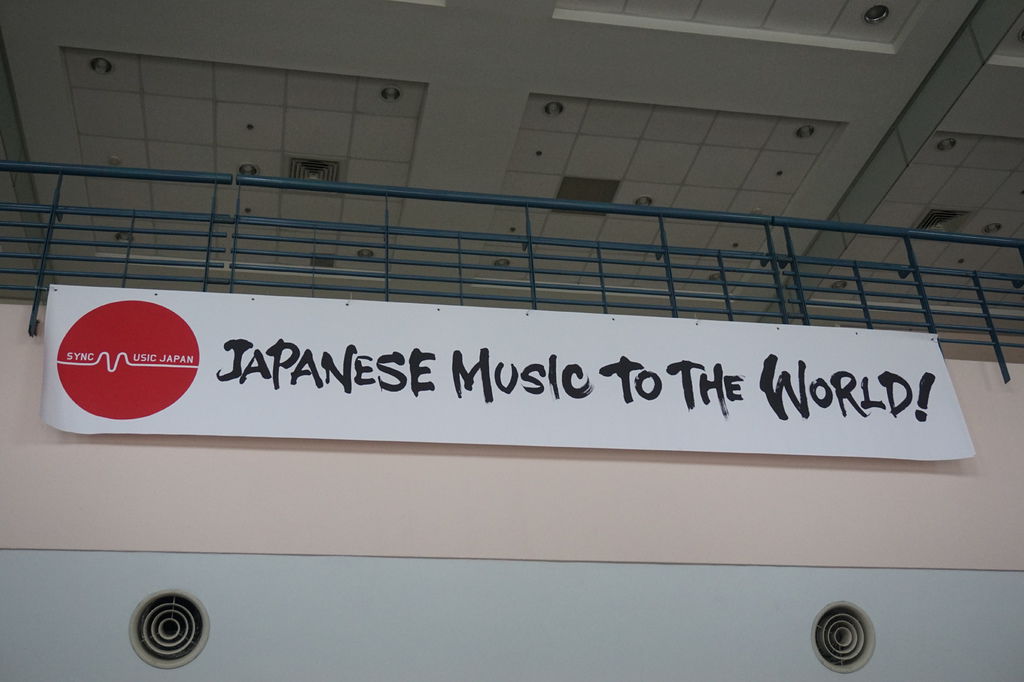 SYNC MUSIC JAPAN
JAPANESE MUSIC TO THE WORLD!